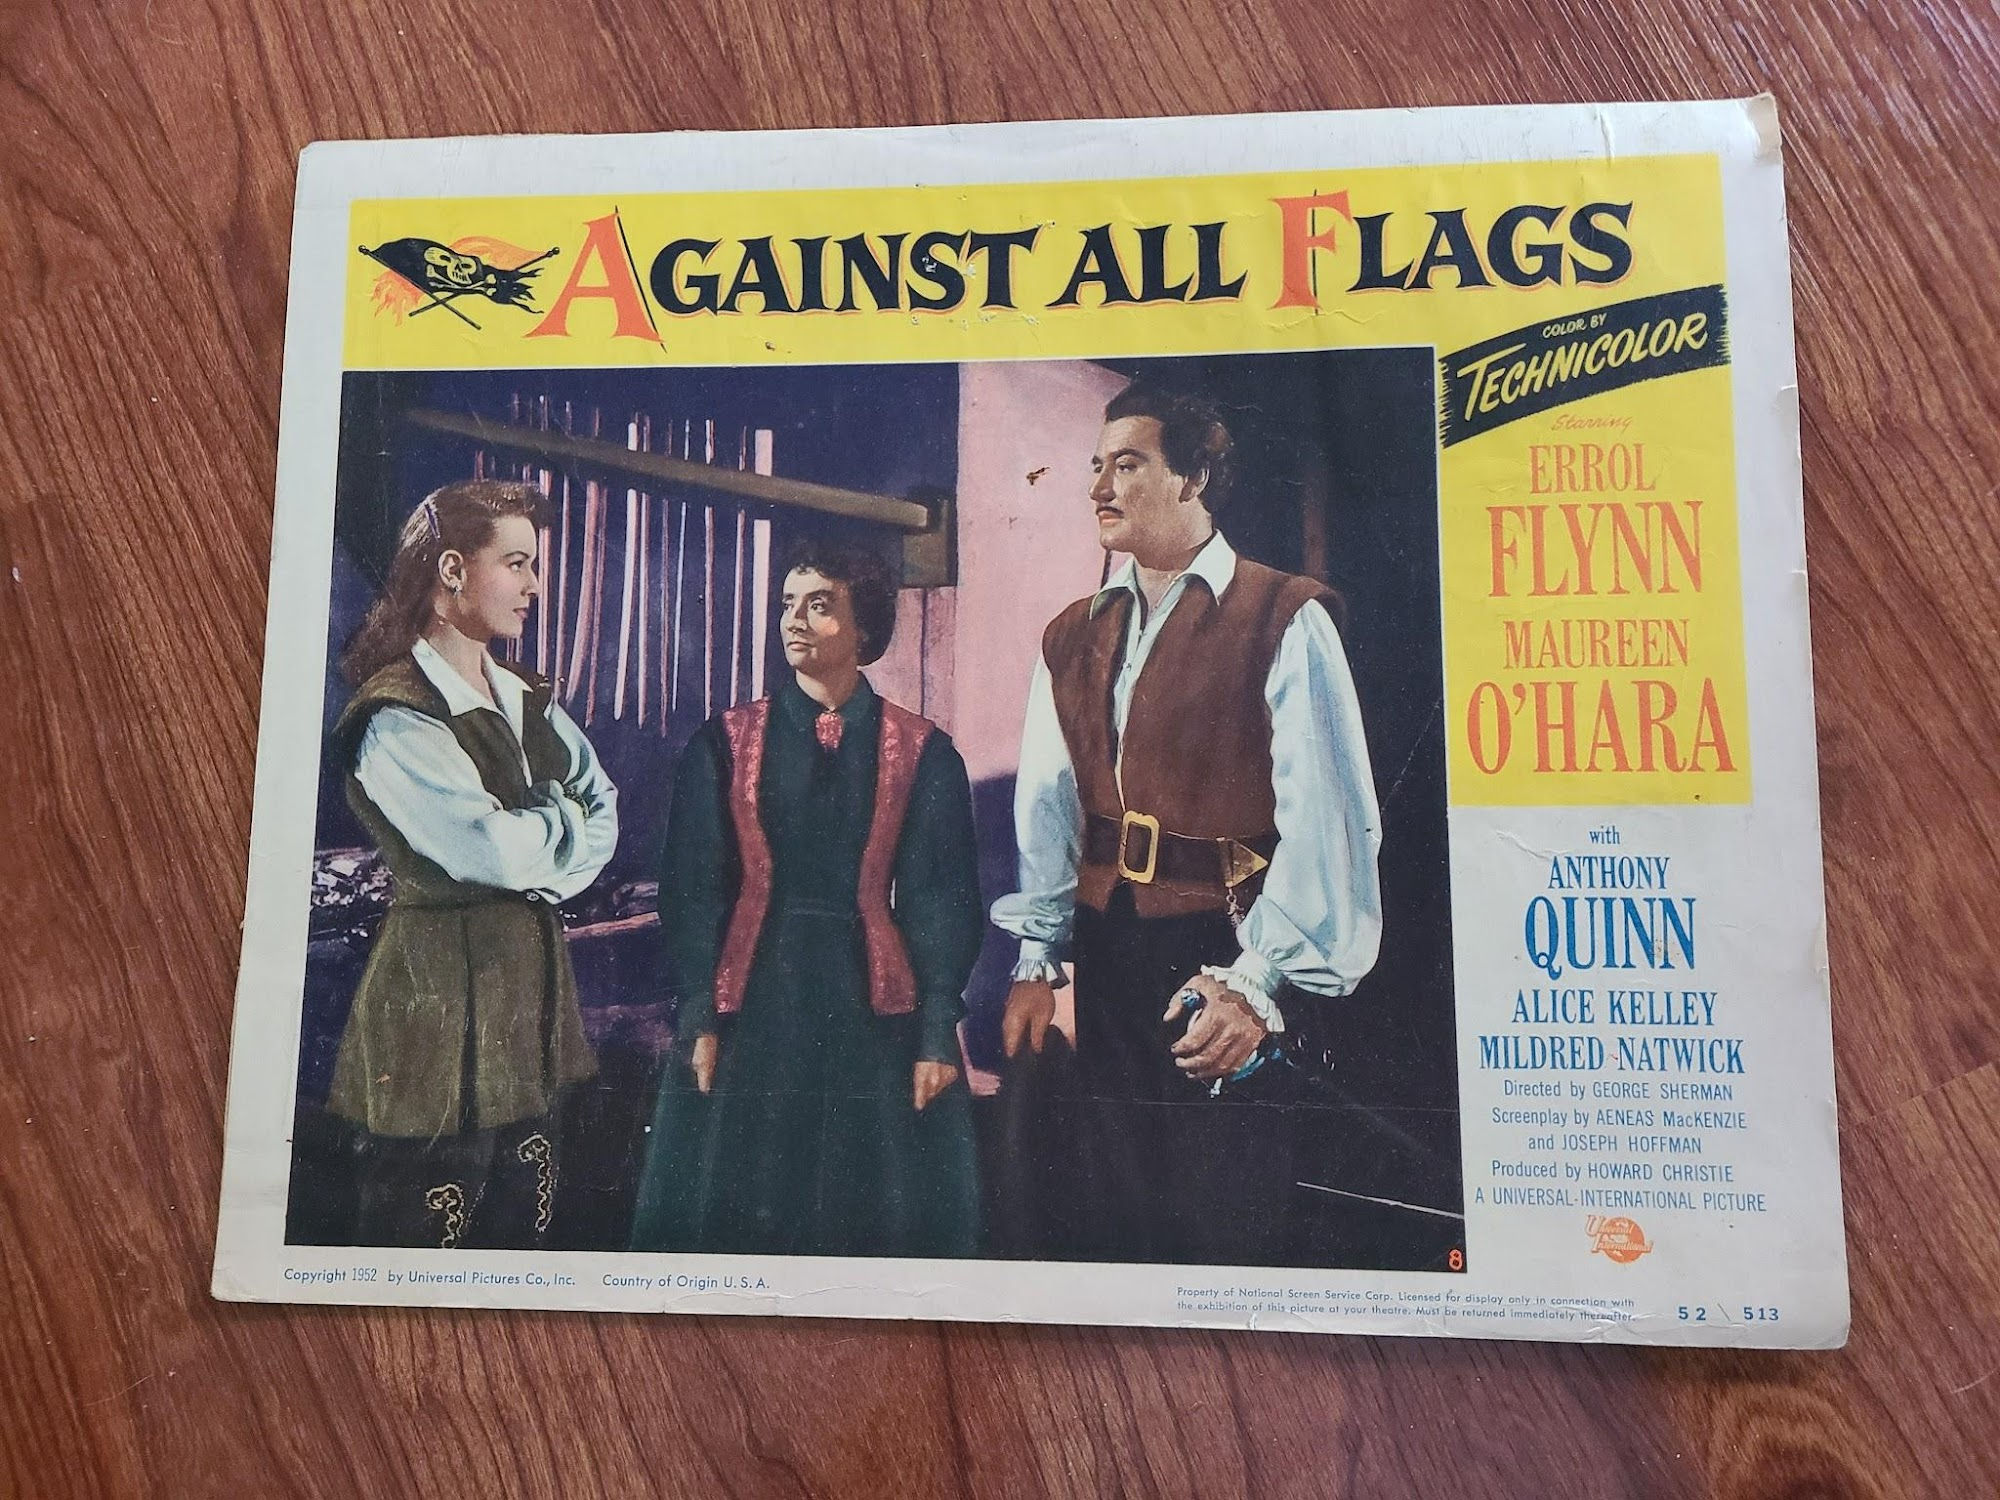 AGAINST ALL FLAGS
COLOR BY
TECHNICOLOR
Starring
ERROL
FLYNN
MAUREEN
O'HARA
with
ANTHONY
QUINN
ALICE KELLEY
MILDRED NATWICK
Directed by GEORGE SHERMAN
Screenplay by AENEAS MacKENZIE
and JOSEPH HOFFMAN
Produced by HOWARD CHRISTIE
A UNIVERSAL-INTERNATIONAL PICTURE
Universal
International
8
Copyright 1952 by Universal Pictures Co., Inc. Country of Origin U. S. A.
Property of National Screen Service Corp. Licensed for display only in connection with
the exhibition of this picture at your theatre. Must be returned immediately thereafter.
52 \ 513